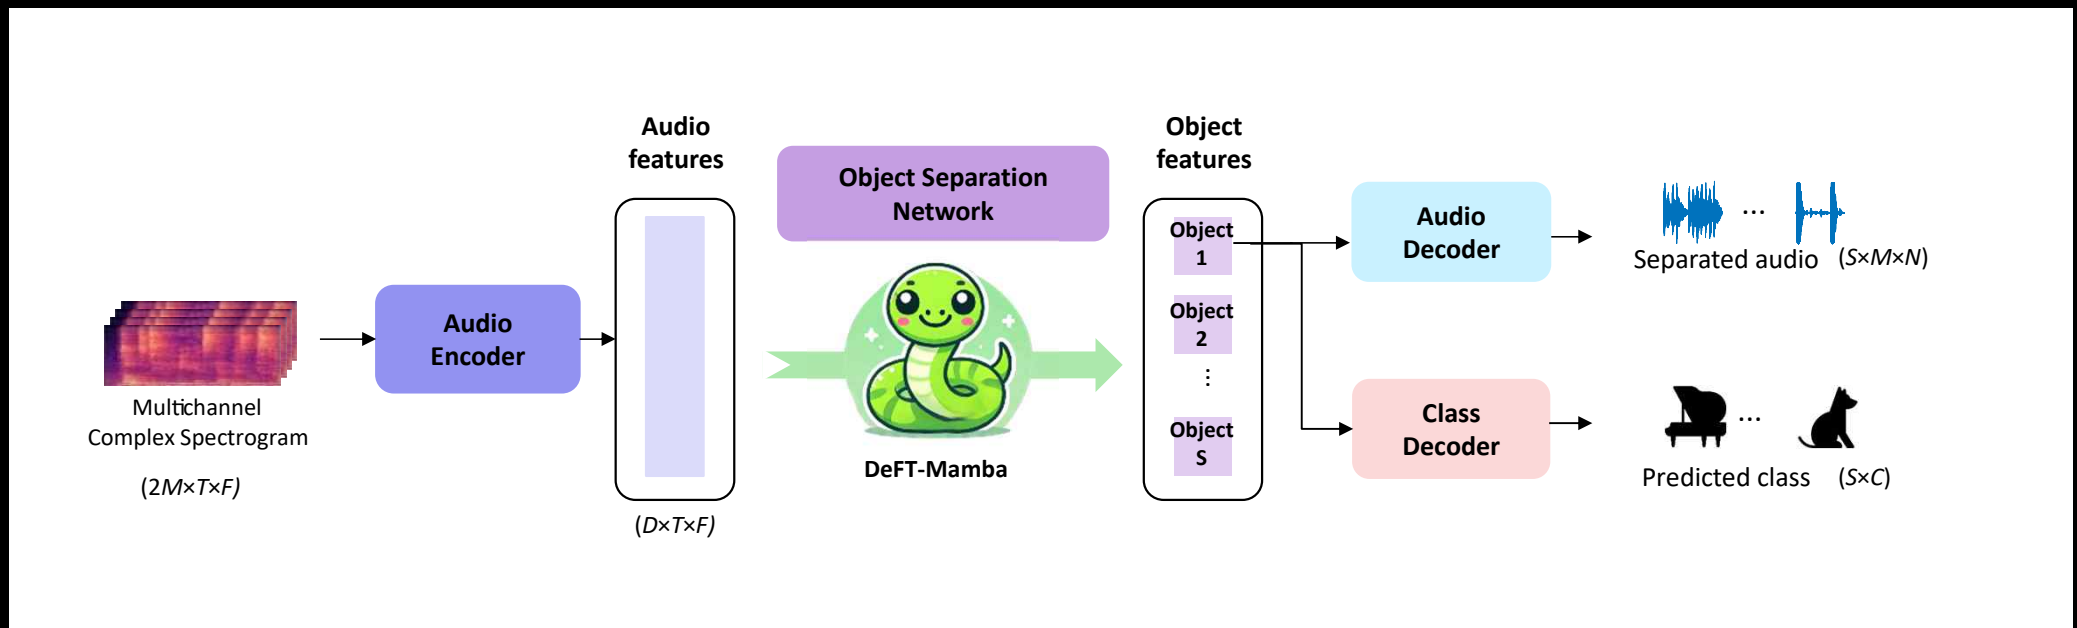 Multichannel
Complex Spectrogram
(2M×T×F)
Audio
Encoder
Audio
features
(D×T×F)
Object Separation
Network
DeFT-Mamba
Object
features
Object
1
Object
2
⋮
Object
S
Audio
Decoder
...
Separated audio (S×M×N)
Class
Decoder
...
Predicted class (S×C)